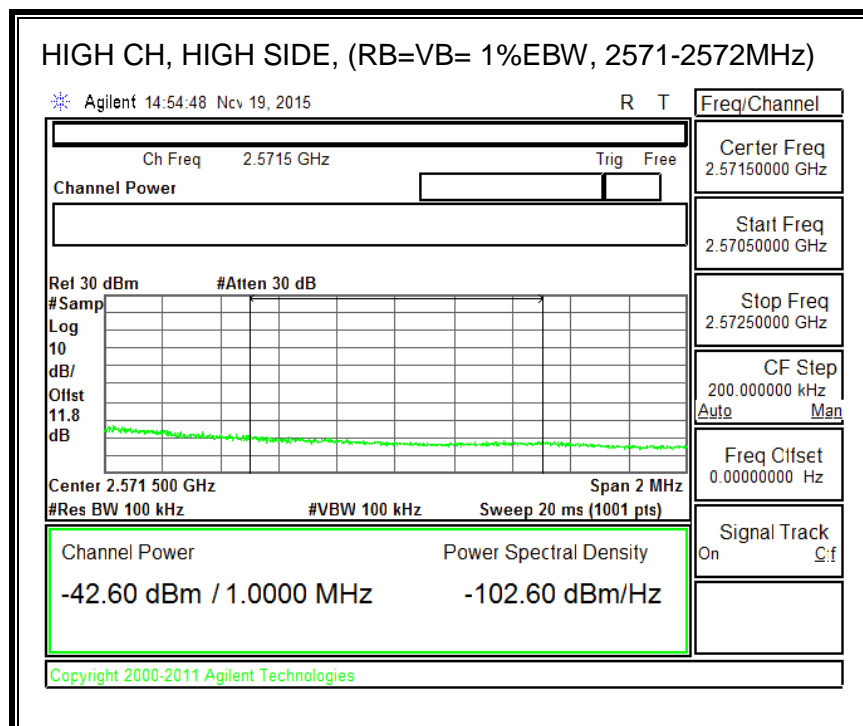 HIGH CH, HIGH SIDE, (RB=VB= 1%EBW, 2571-2572MHz)
Agilent 14:54:48 Nov 19, 2015 R T
Freq/Channel
Ch Freq 2.5715 GHz Trig Free
Channel Power
Center Freq
2.57150000 GHz
Start Freq
2.57050000 GHz
Stop Freq
2.57250000 GHz
CF Step
200.000000 kHz
Auto Man
Freq Offset
0.00000000 Hz
Signal Track
On Off
Ref 30 dBm #Atten 30 dB
#Samp
Log
10
dB/
Offst
11.8
dB
Center 2.571 500 GHz Span 2 MHz
#Res BW 100 kHz #VBW 100 kHz Sweep 20 ms (1001 pts)
Channel Power Power Spectral Density
-42.60 dBm / 1.0000 MHz -102.60 dBm/Hz
Copyright 2000-2011 Agilent Technologies